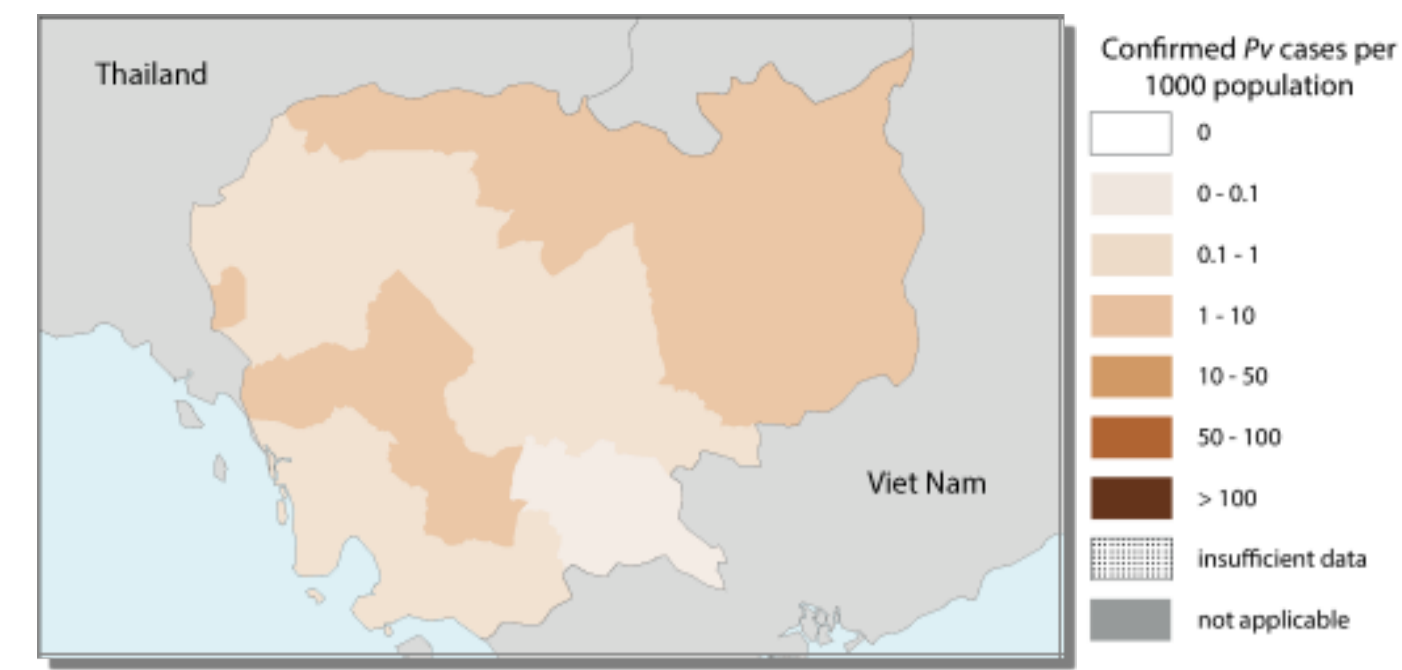 Thailand
Viet Nam
Confirmed Pv cases per
1000 population
0
0 - 0.1
0.1 - 1
1 - 10
10 - 50
50 - 100
> 100
insufficient data
not applicable